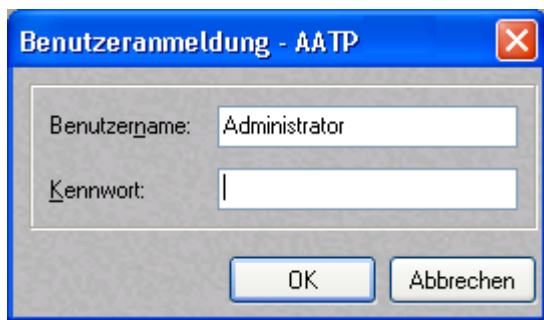 Benutzeranmeldung - AATP
Benutzername: Administrator
Kennwort:
OK Abbrechen